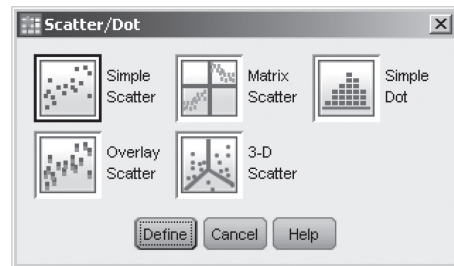 Scatter/Dot
Simple
Scatter
Matrix
Scatter
Simple
Dot
Overlay
Scatter
3-D
Scatter
Define
Cancel
Help